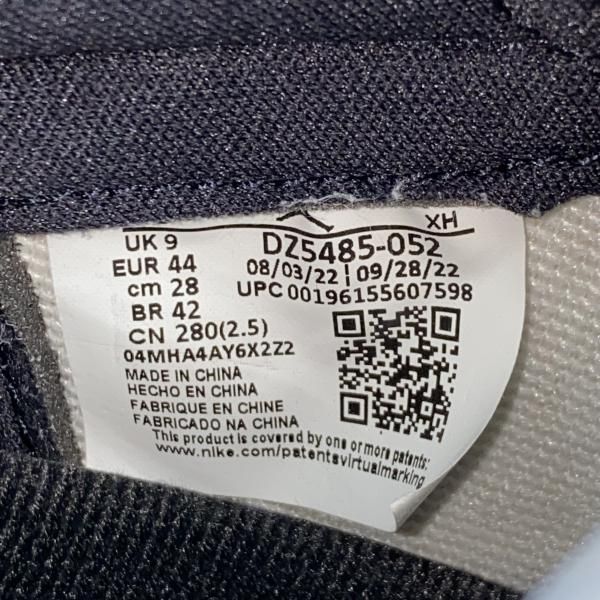 XH
UK 9
EUR 44
cm 28
BR 42
CN 280(2.5)
04MHA4AY6X2Z2
DZ5485-052
08/03/22 | 09/28/22
UPC 00196155607598
MADE IN CHINA
HECHO EN CHINA
FABRIQUE EN CHINE
FABRICADO NA CHINA
This product is covered by one or more patents:
www.nike.com/patentsvirtualmarking